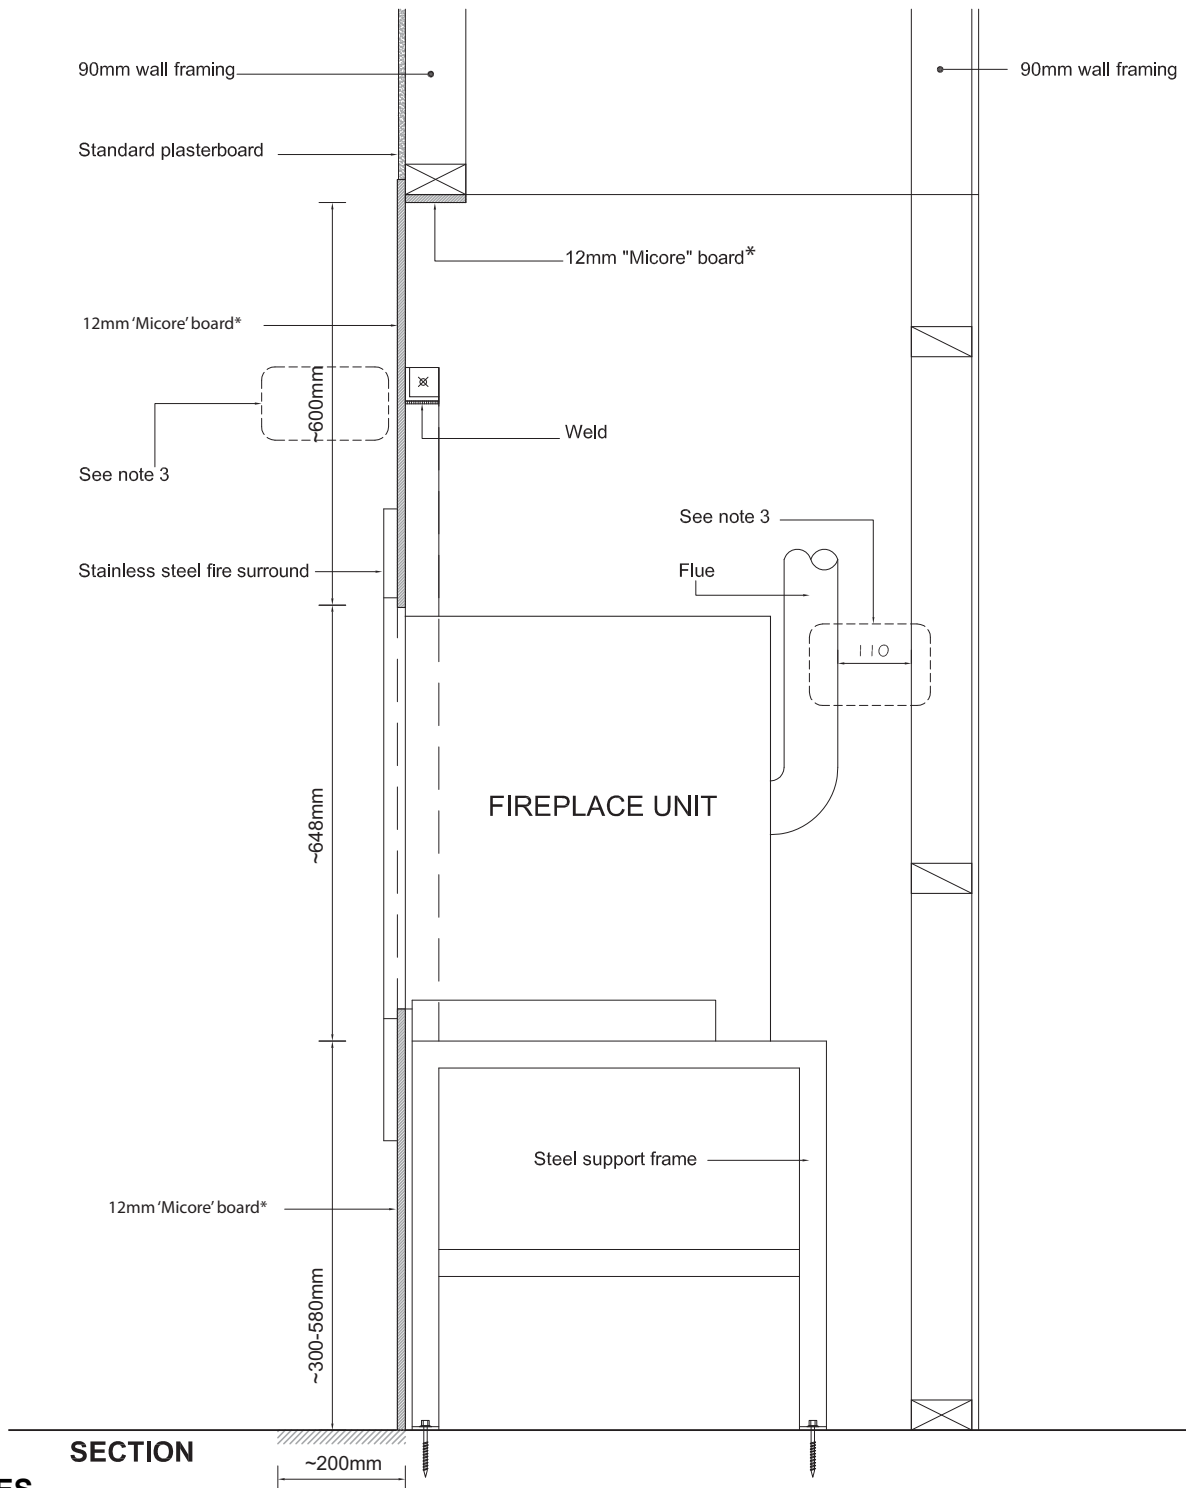 90mm wall framing
90mm wall framing
Standard plasterboard
12mm "Micore" board*
12mm 'Micore' board*
~600mm
Weld
See note 3
See note 3
Stainless steel fire surround
Flue
110
FIREPLACE UNIT
~648mm
Steel support frame
12mm 'Micore' board*
~300-580mm
SECTION
~200mm